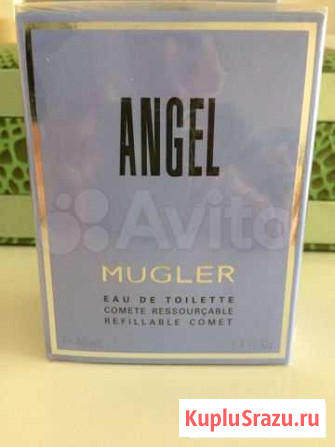 ANGEL
Avito
MUGLER
EAU DE TOILETTE
COMETE RESSOURÇABLE
REFILLABLE COMET
KupluSrazu.ru